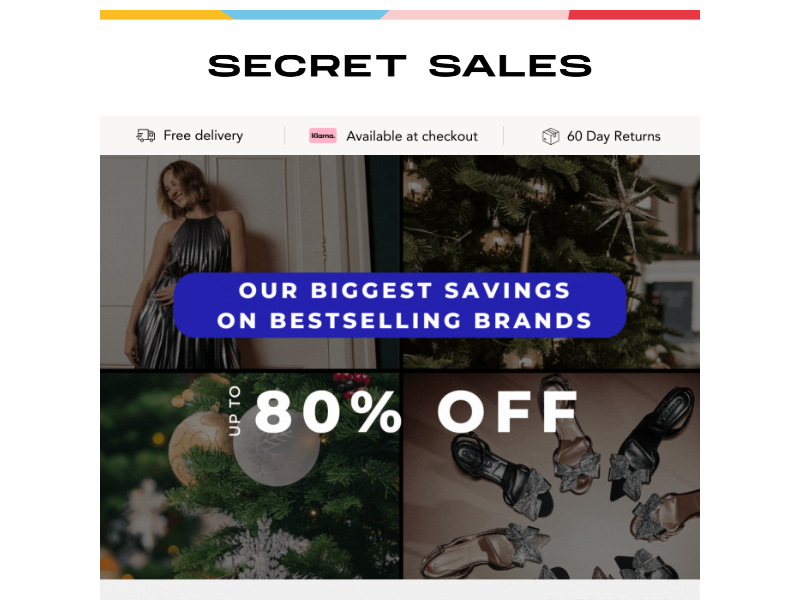 SECRET SALES
Free delivery
Klarna.
Available at checkout
60 Day Returns
OUR BIGGEST SAVINGS
ON BESTSELLING BRANDS
UP TO
80% OFF